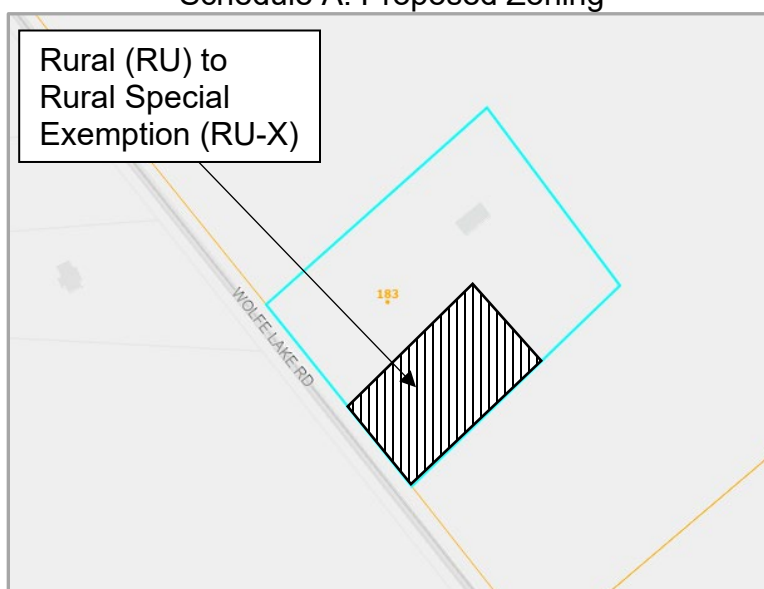 Schedule A: Proposed Zoning
Rural (RU) to
Rural Special
Exemption (RU-X)
183
WOLFE LAKE RD